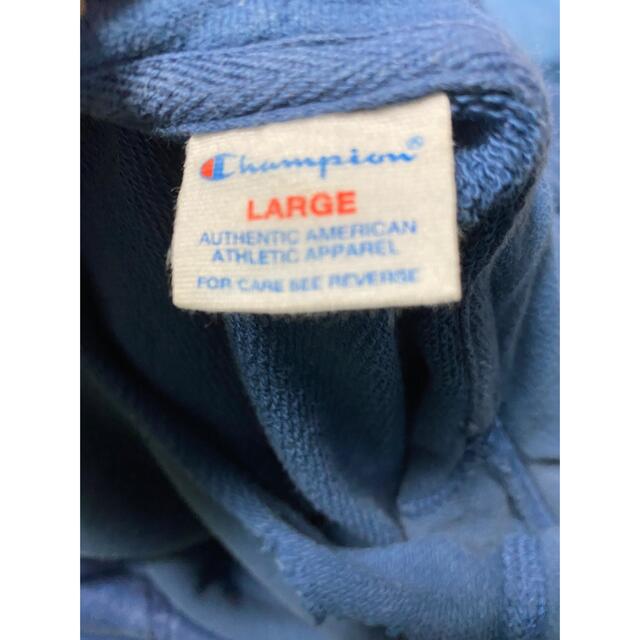 Champion®
LARGE
AUTHENTIC AMERICAN
ATHLETIC APPAREL
FOR CARE SEE REVERSE